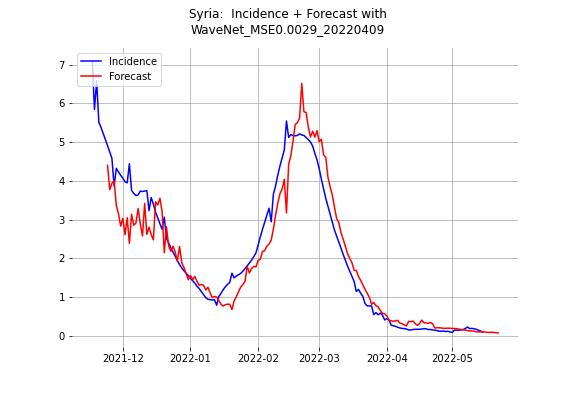 Syria:  Incidence + Forecast with
WaveNet_MSE0.0029_20220409
Incidence
Forecast
7
6
5
4
3
2
1
0
2021-12 2022-01 2022-02 2022-03 2022-04 2022-05